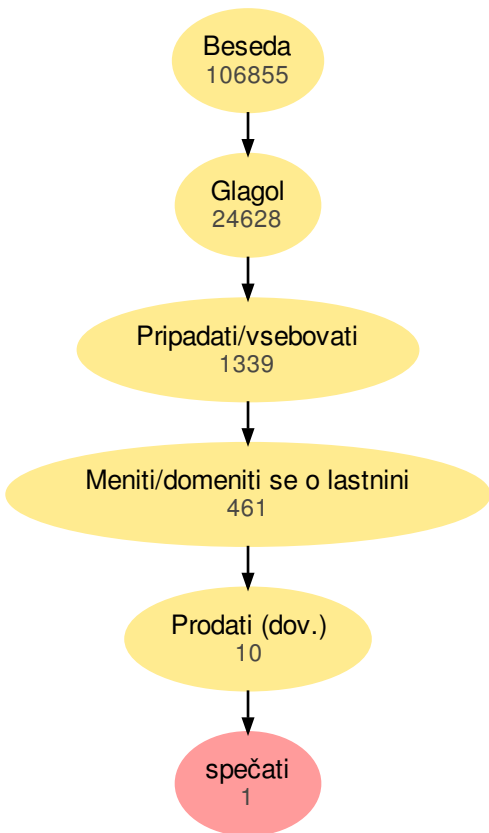 Beseda
106855
Glagol
24628
Pripadati/vsebovati
1339
Meniti/domeniti se o lastnini
461
Prodati (dov.)
10
spečati
1